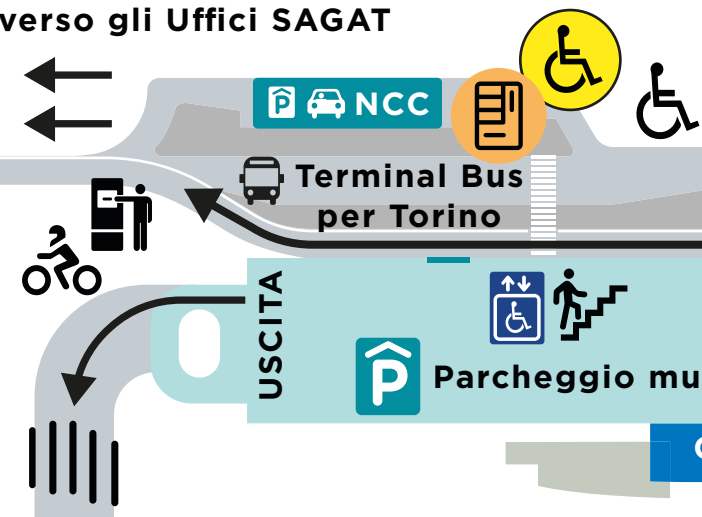 verso gli Uffici SAGAT
P NCC
Terminal Bus
per Torino
USCITA
P
Parcheggio mu